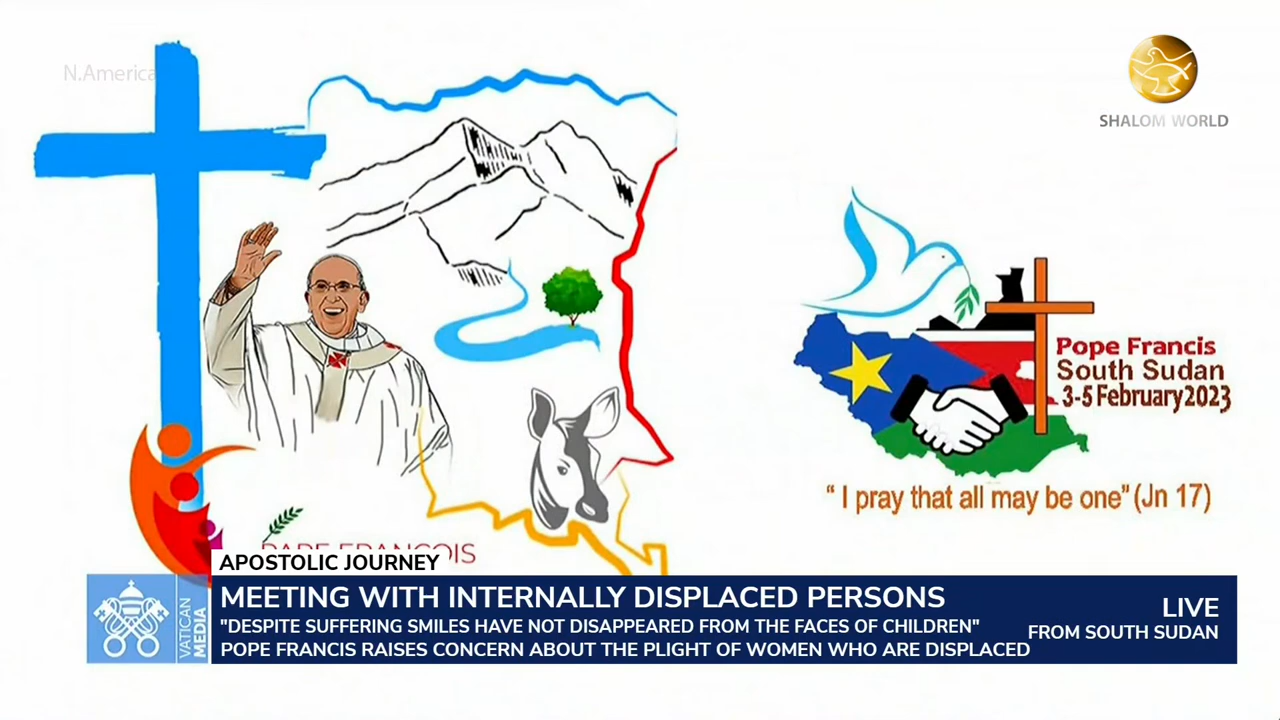 N.America
SHALOM WORLD
Pope Francis
South Sudan
3-5 February 2023
“ I pray that all may be one” (Jn 17)
PAPE FRANÇOIS
APOSTOLIC JOURNEY
MEETING WITH INTERNALLY DISPLACED PERSONS
"DESPITE SUFFERING SMILES HAVE NOT DISAPPEARED FROM THE FACES OF CHILDREN"
POPE FRANCIS RAISES CONCERN ABOUT THE PLIGHT OF WOMEN WHO ARE DISPLACED
LIVE
FROM SOUTH SUDAN
VATICAN
MEDIA